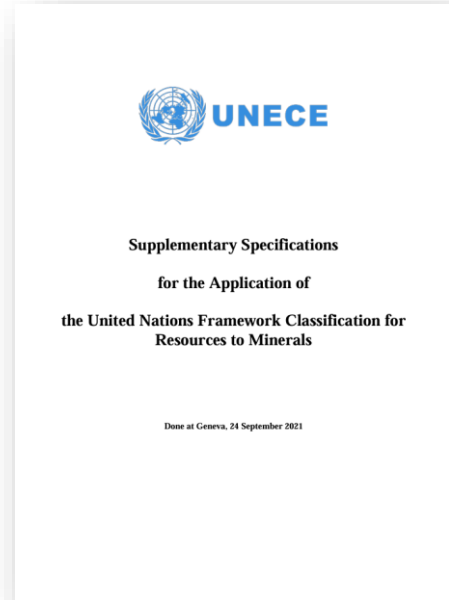 UNECE
Supplementary Specifications
for the Application of
the United Nations Framework Classification for
Resources to Minerals
Done at Geneva, 24 September 2021